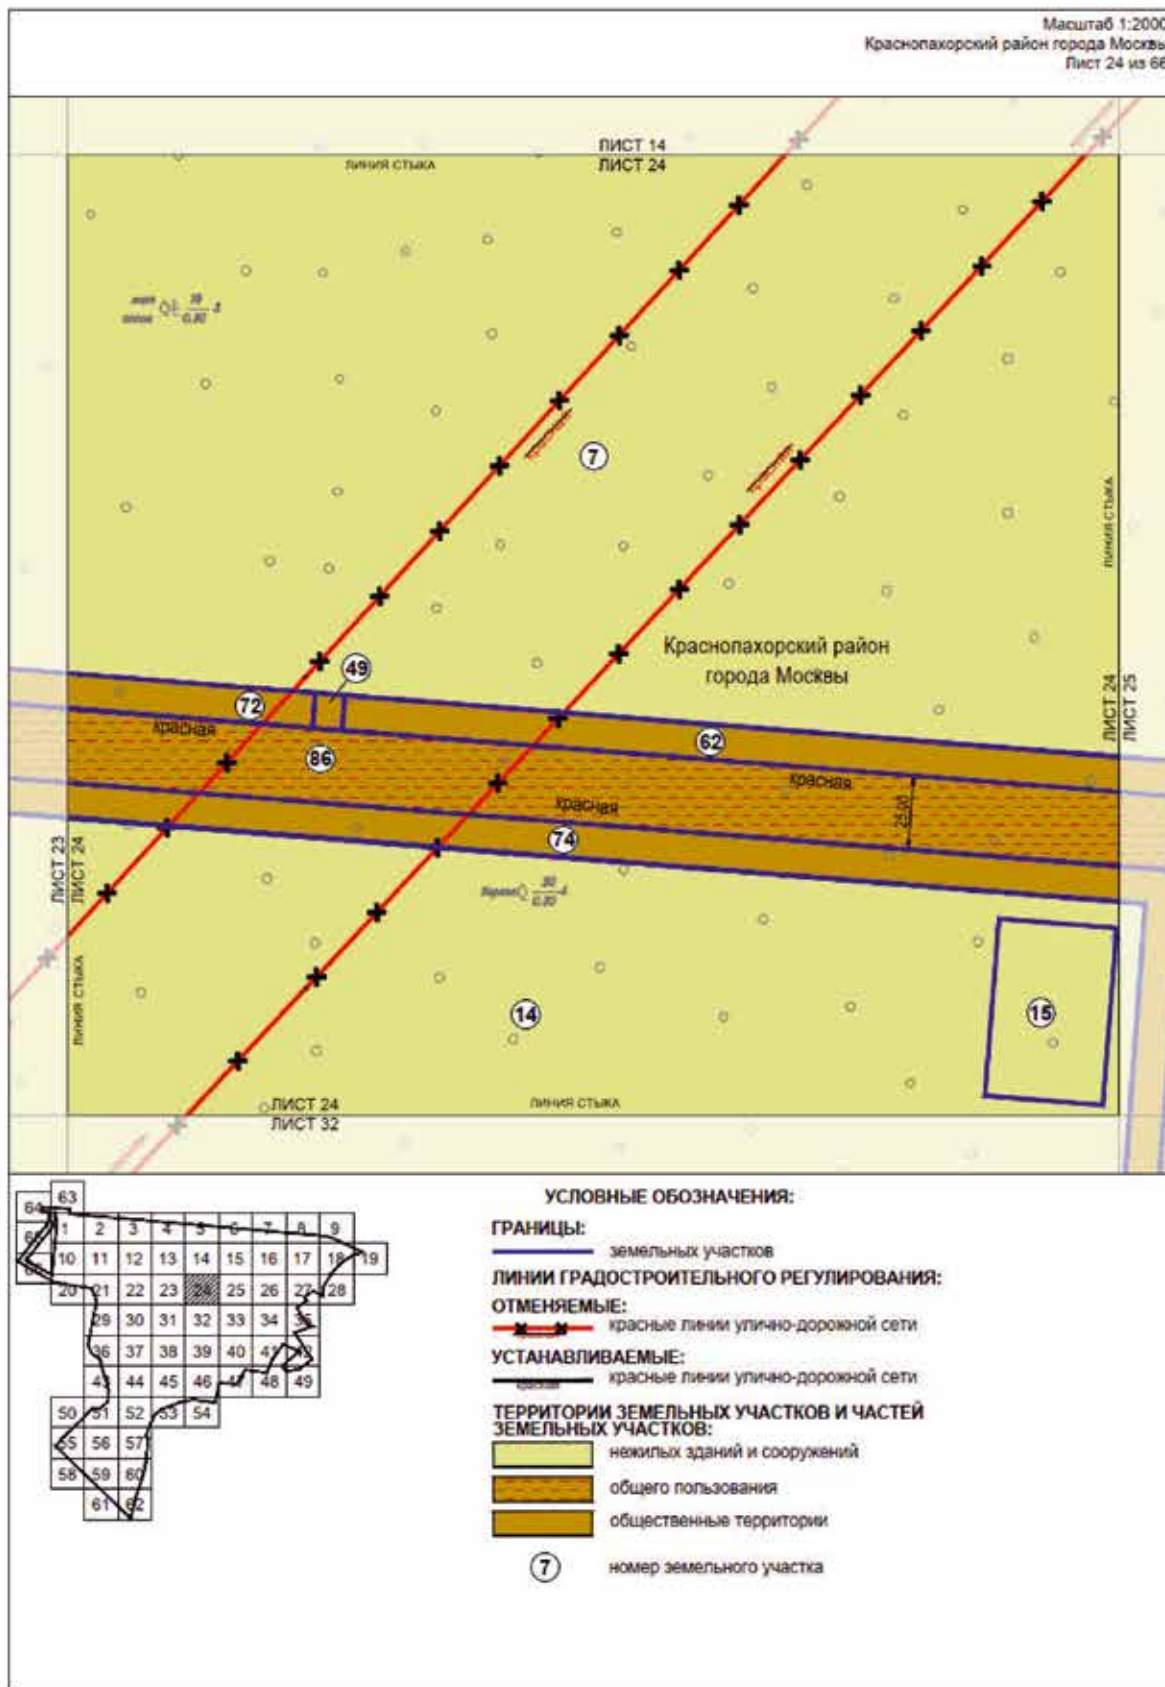 Масштаб 1:2000
Краснопахорский район города Москвы
Лист 24 из 66
ЛИСТ 14
ЛИНИЯ СТЫКА
ЛИСТ 24
7
ЛИНИЯ СТЫКА
Краснопахорский район
города Москвы
49
72
красная
62
ЛИСТ 24
ЛИСТ 25
86
красная
красная
25,00
74
ЛИСТ 23
ЛИСТ 24
ЛИНИЯ СТЫКА
14
15
ЛИСТ 24
ЛИНИЯ СТЫКА
ЛИСТ 32
63
64
1 2 3 4 5 6 7 8 9
10 11 12 13 14 15 16 17 18 19
20 21 22 23 24 25 26 27 28
29 30 31 32 33 34 35
36 37 38 39 40 41 42
43 44 45 46 47 48 49
50 51 52 53 54
55 56 57
58 59 60
61 62
УСЛОВНЫЕ ОБОЗНАЧЕНИЯ:
ГРАНИЦЫ:
земельных участков
ЛИНИИ ГРАДОСТРОИТЕЛЬНОГО РЕГУЛИРОВАНИЯ:
ОТМЕНЯЕМЫЕ:
красные линии улично-дорожной сети
УСТАНАВЛИВАЕМЫЕ:
красные линии улично-дорожной сети
красная
ТЕРРИТОРИИ ЗЕМЕЛЬНЫХ УЧАСТКОВ И ЧАСТЕЙ
ЗЕМЕЛЬНЫХ УЧАСТКОВ:
нежилых зданий и сооружений
общего пользования
общественные территории
7
номер земельного участка